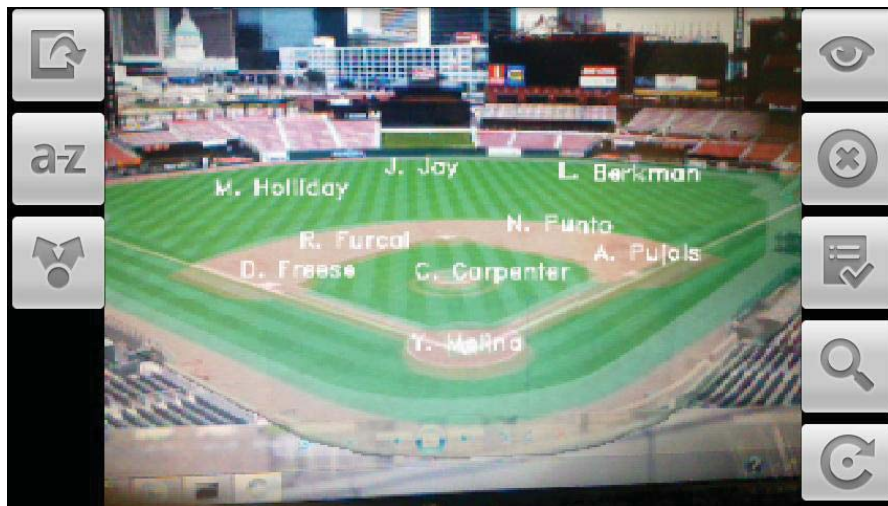 a-z
J. Jay
L. Berkman
M. Holliday
N. Punto
R. Furcal
A. Pujols
D. Freese
C. Carpenter
Y. Molina